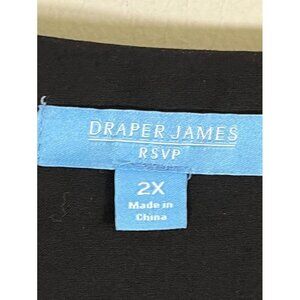 DRAPER JAMES
RSVP
2X
Made in
China